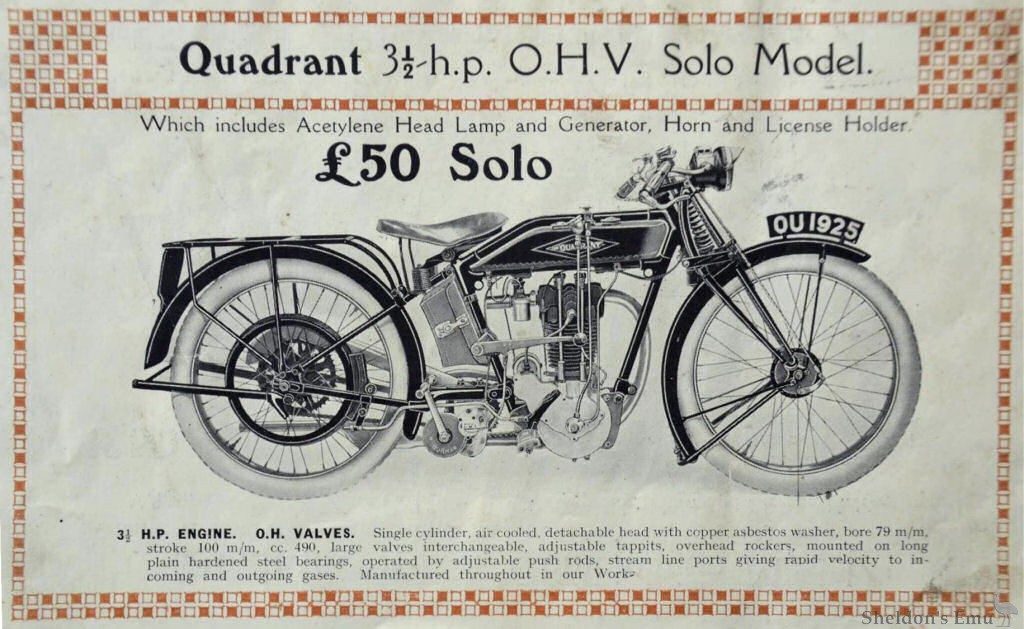 Quadrant 3½-h.p. O.H.V. Solo Model.
Which includes Acetylene Head Lamp and Generator, Horn and License Holder.
£50 Solo
QU1925
QUADRANT
3½ H.P. ENGINE. O.H. VALVES. Single cylinder, air cooled, detachable head with copper asbestos washer, bore 79 m/m,
stroke 100 m/m, cc. 490, large valves interchangeable, adjustable tappits, overhead rockers, mounted on long
plain hardened steel bearings, operated by adjustable push rods, stream line ports giving rapid velocity to in-
coming and outgoing gases. Manufactured throughout in our Works
Sheldon's Emu